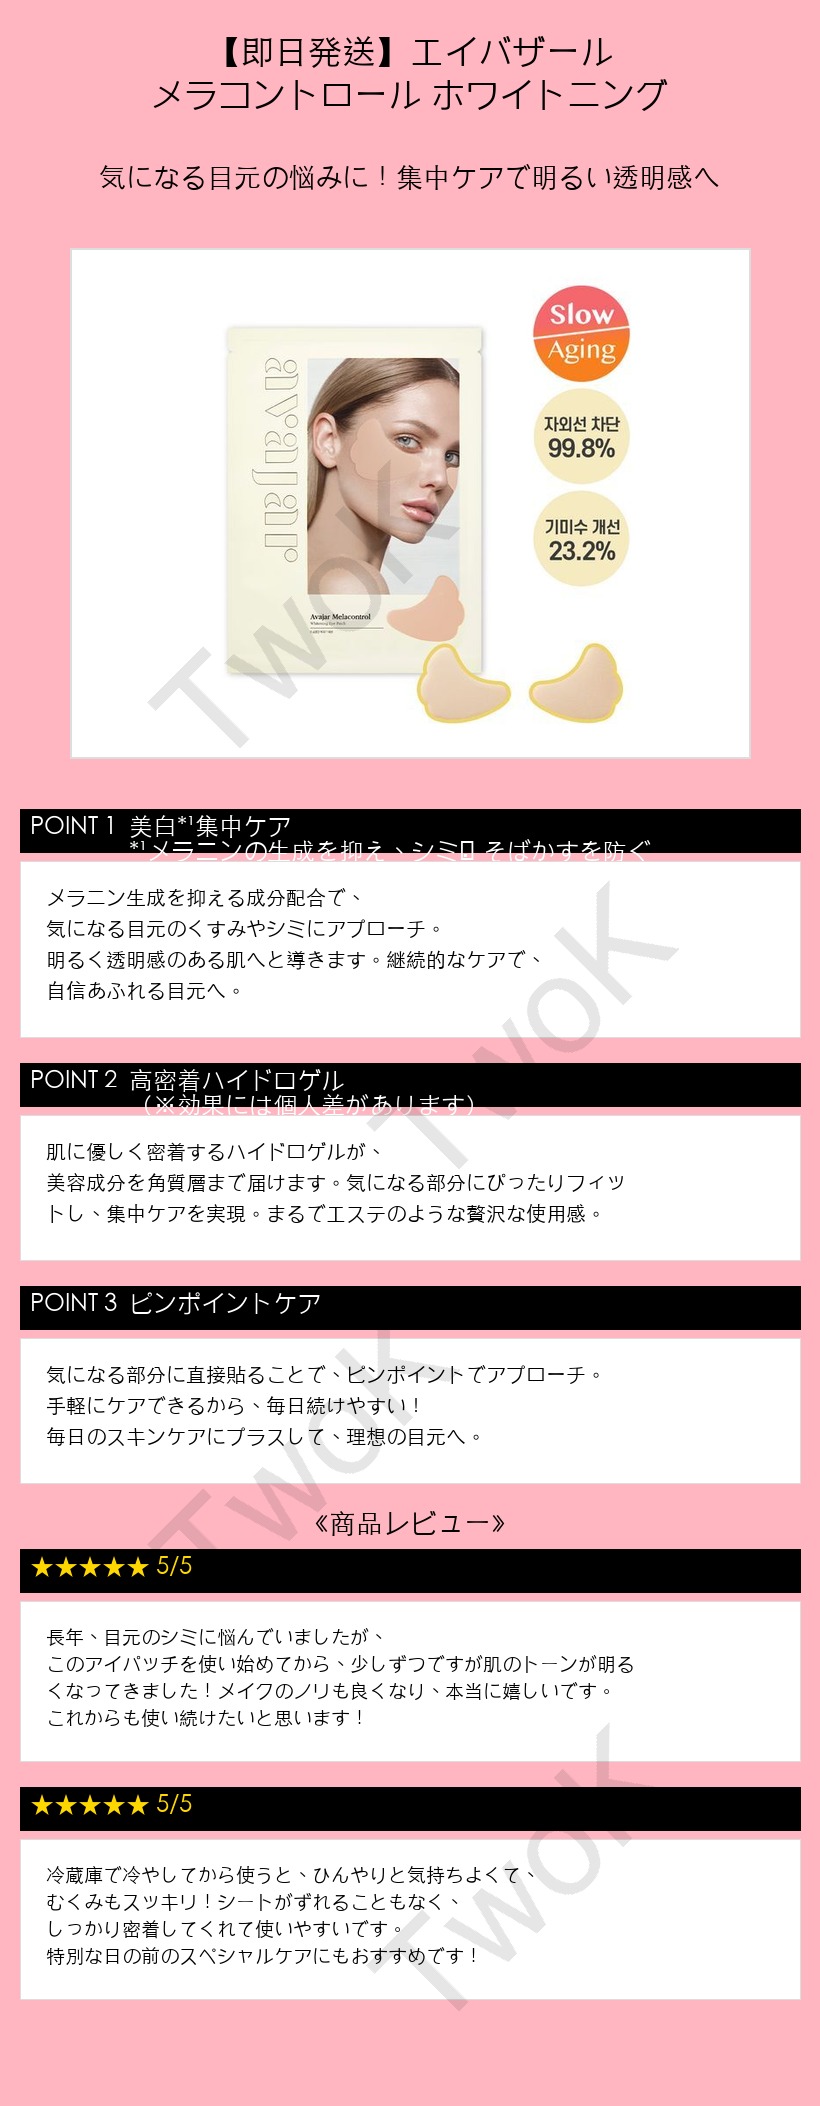 【即日発送】エイバザール
メラコントロール ホワイトニング
気になる目元の悩みに！集中ケアで明るい透明感へ
Slow
Aging
avajar
자외선 차단
99.8%
기미수 개선
23.2%
Avajar Melacontrol
Whitening Eye Patch
POINT 1 美白*¹集中ケア
*¹メラニンの生成を抑え、シミ そばかすを防ぐ
メラニン生成を抑える成分配合で、
気になる目元のくすみやシミにアプローチ。
明るく透明感のある肌へと導きます。継続的なケアで、
自信あふれる目元へ。
POINT 2 高密着ハイドロゲル
（※効果には個人差があります）
肌に優しく密着するハイドロゲルが、
美容成分を角質層まで届けます。気になる部分にぴったりフィッ
トし、集中ケアを実現。まるでエステのような贅沢な使用感。
POINT 3 ピンポイントケア
気になる部分に直接貼ることで、ピンポイントでアプローチ。
手軽にケアできるから、毎日続けやすい！
毎日のスキンケアにプラスして、理想の目元へ。
《商品レビュー》
★★★★★ 5/5
長年、目元のシミに悩んでいましたが、
このアイパッチを使い始めてから、少しずつですが肌のトーンが明る
くなってきました！メイクのノリも良くなり、本当に嬉しいです。
これからも使い続けたいと思います！
★★★★★ 5/5
冷蔵庫で冷やしてから使うと、ひんやりと気持ちよくて、
むくみもスッキリ！シートがずれることもなく、
しっかり密着してくれて使いやすいです。
特別な日の前のスペシャルケアにもおすすめです！
TwoK
TwoK
TwoK
TwoK